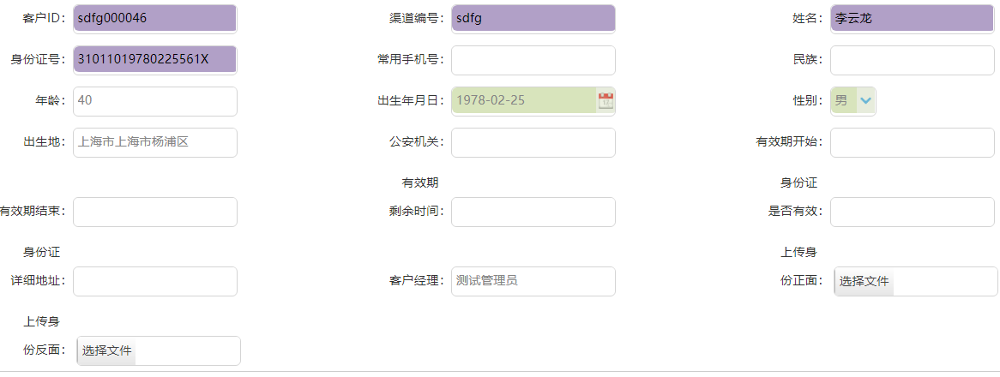 客户ID： sdfg000046 渠道编号： sdfg 姓名： 李云龙
身份证号： 31011019780225561X 常用手机号： 民族：
年龄： 40 出生年月日： 1978-02-25 性别： 男
出生地： 上海市上海市杨浦区 公安机关： 有效期开始：
有效期 身份证
有效期结束： 剩余时间： 是否有效：
身份证 上传身
详细地址： 客户经理： 测试管理员 份正面： 选择文件
上传身
份反面： 选择文件